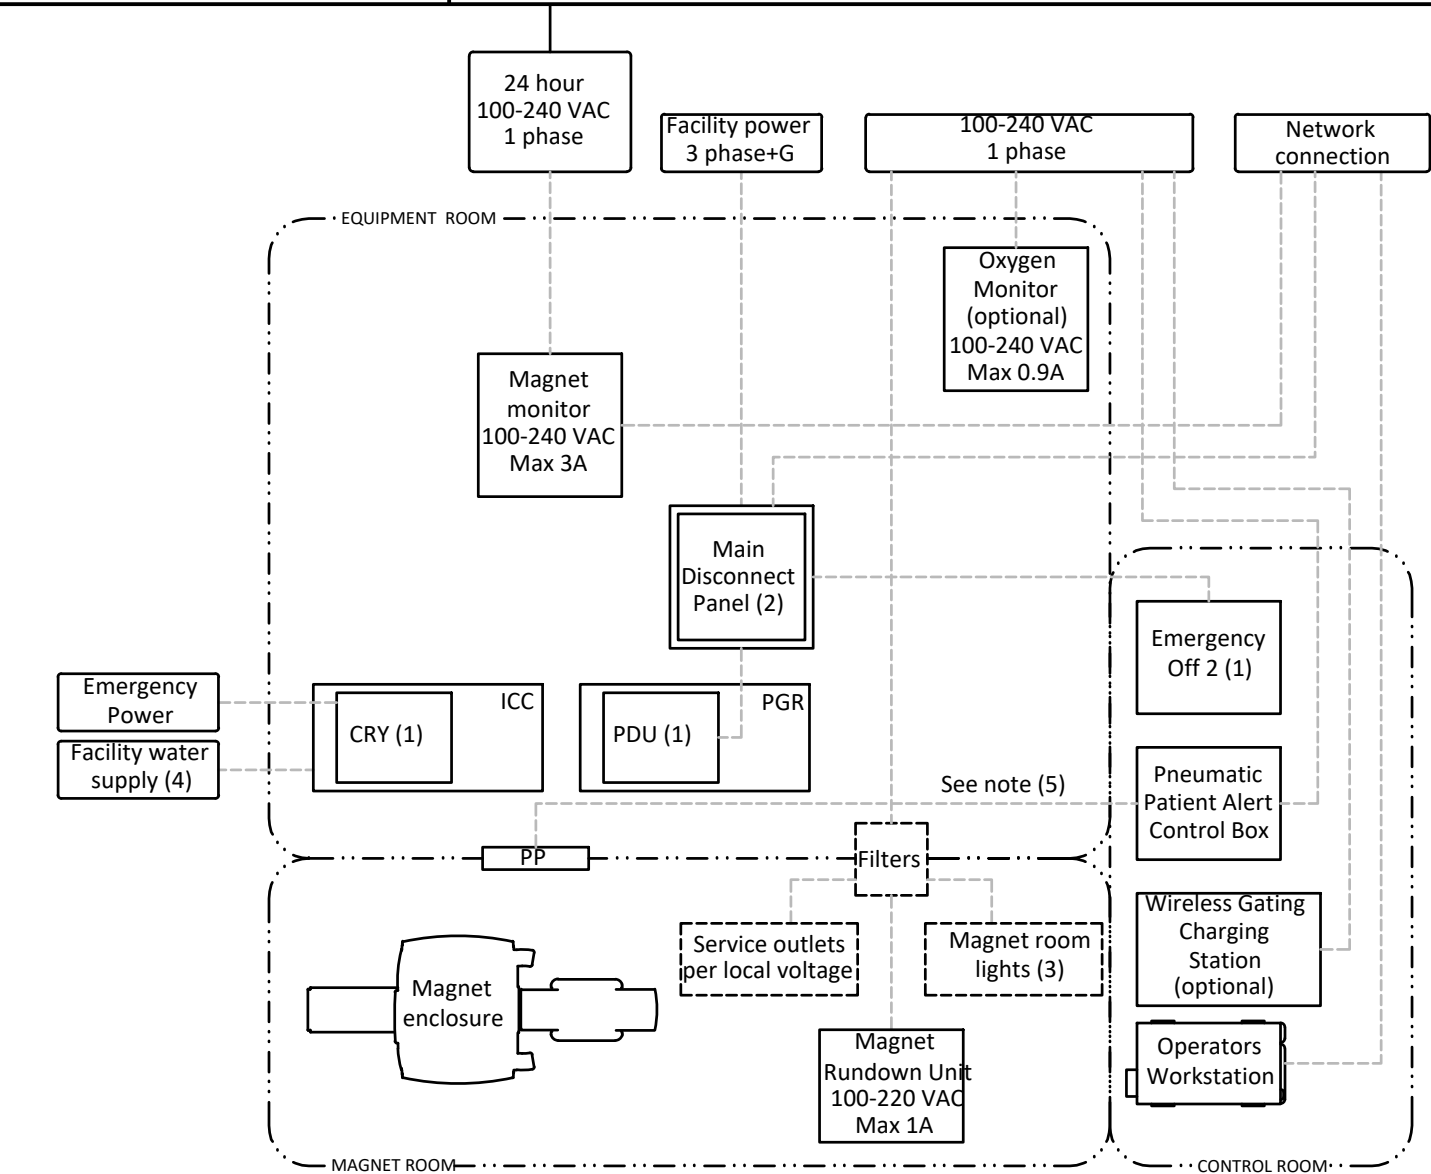 24 hour
100-240 VAC
1 phase
Facility power
3 phase+G
100-240 VAC
1 phase
Network
connection
EQUIPMENT ROOM
Oxygen
Monitor
(optional)
100-240 VAC
Max 0.9A
Magnet
monitor
100-240 VAC
Max 3A
Main
Disconnect
Panel (2)
Emergency
Off 2 (1)
Emergency
Power
ICC
CRY (1)
PGR
PDU (1)
Facility water
supply (4)
See note (5)
Pneumatic
Patient Alert
Control Box
PP
Filters
Service outlets
per local voltage
Magnet room
lights (3)
Wireless Gating
Charging
Station
(optional)
Magnet
enclosure
Magnet
Rundown Unit
100-220 VAC
Max 1A
Operators
Workstation
MAGNET ROOM
CONTROL ROOM